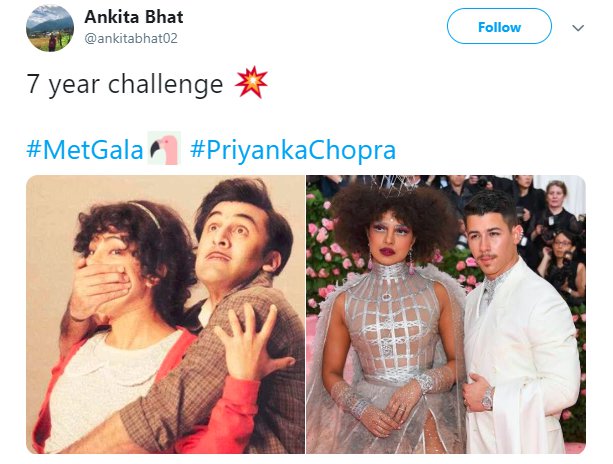 Ankita Bhat
@ankitabhat02
Follow
7 year challenge 💥
#MetGala🦩 #PriyankaChopra